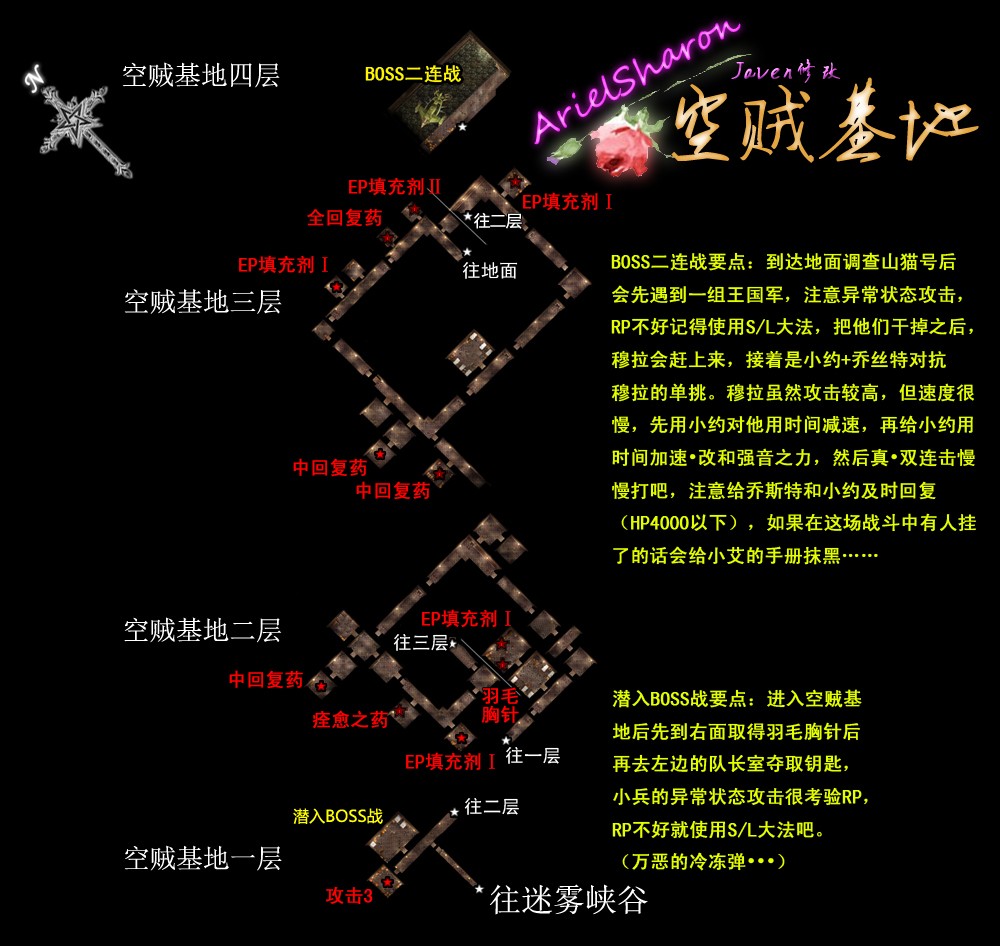 N
空贼基地四层
BOSS二连战
ArielSharon
Javen修改
空贼基地
EP填充剂Ⅱ
EP填充剂Ⅰ
全回复药
往二层
EP填充剂Ⅰ
往地面
空贼基地三层
中回复药
中回复药
BOSS二连战要点：到达地面调查山猫号后
会先遇到一组王国军，注意异常状态攻击，
RP不好记得使用S/L大法，把他们干掉之后，
穆拉会赶上来，接着是小约+乔丝特对抗
穆拉的单挑。穆拉虽然攻击较高，但速度很
慢，先用小约对他用时间减速，再给小约用
时间加速•改和强音之力，然后真•双连击慢
慢打吧，注意给乔斯特和小约及时回复
（HP4000以下），如果在这场战斗中有人挂
了的话会给小艾的手册抹黑……
空贼基地二层
EP填充剂Ⅰ
往三层
中回复药
羽毛
胸针
痊愈之药
EP填充剂Ⅰ
往一层
潜入BOSS战要点：进入空贼基
地后先到右面取得羽毛胸针后
再去左边的队长室夺取钥匙，
小兵的异常状态攻击很考验RP，
RP不好就使用S/L大法吧。
（万恶的冷冻弹•••）
往二层
潜入BOSS战
空贼基地一层
攻击3
往迷雾峡谷